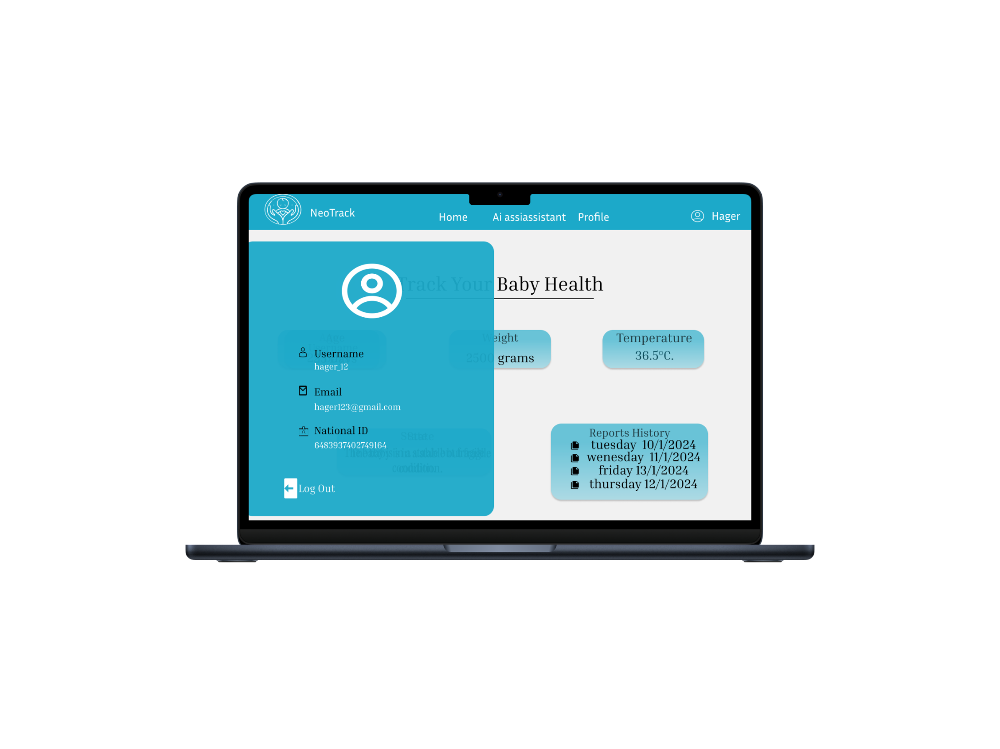 NeoTrack
Home Ai assiassistant Profile
Hager
Track Your Baby Health
Age
Weight
2500 grams
Temperature
36.5°C.
Username
hager_12
Email
hager123@gmail.com
National ID
6483937402749164
condition.
Log Out
Reports History
tuesday 10/1/2024
wenesday 11/1/2024
friday 13/1/2024
thursday 12/1/2024